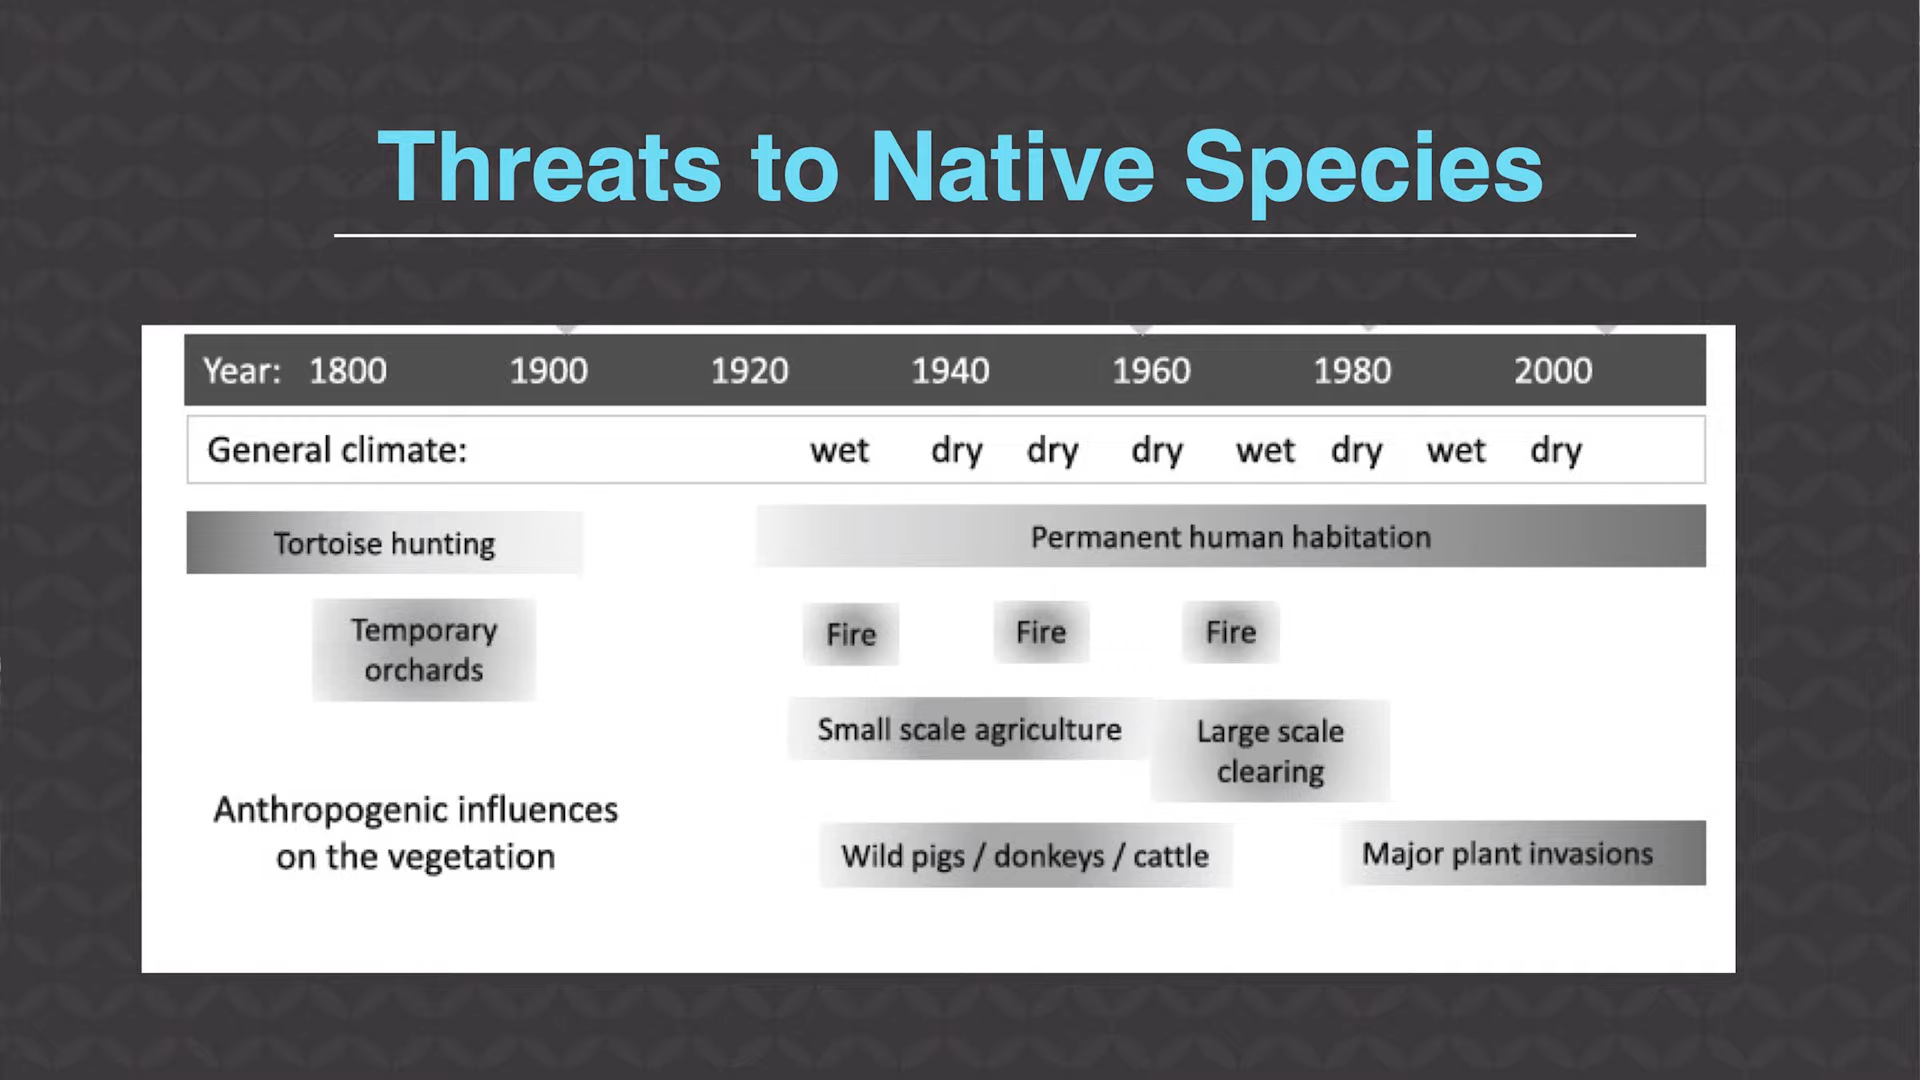 Threats to Native Species
Year: 1800 1900 1920 1940 1960 1980 2000
General climate: wet dry dry dry wet dry wet dry
Tortoise hunting
Permanent human habitation
Temporary
orchards
Fire Fire Fire
Small scale agriculture
Large scale
clearing
Anthropogenic influences
on the vegetation
Wild pigs / donkeys / cattle
Major plant invasions